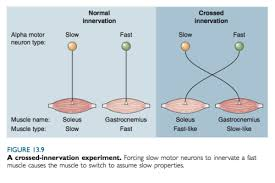 Normal
innervation
Crossed
innervation
Alpha motor
neuron type:
Slow
Fast
Slow
Fast
Muscle name:
Soleus
Gastrocnemius
Soleus
Gastrocnemius
Muscle type:
Slow
Fast
Fast-like
Slow-like
FIGURE 13.9
A crossed-innervation experiment. Forcing slow motor neurons to innervate a fast
muscle causes the muscle to switch to assume slow properties.